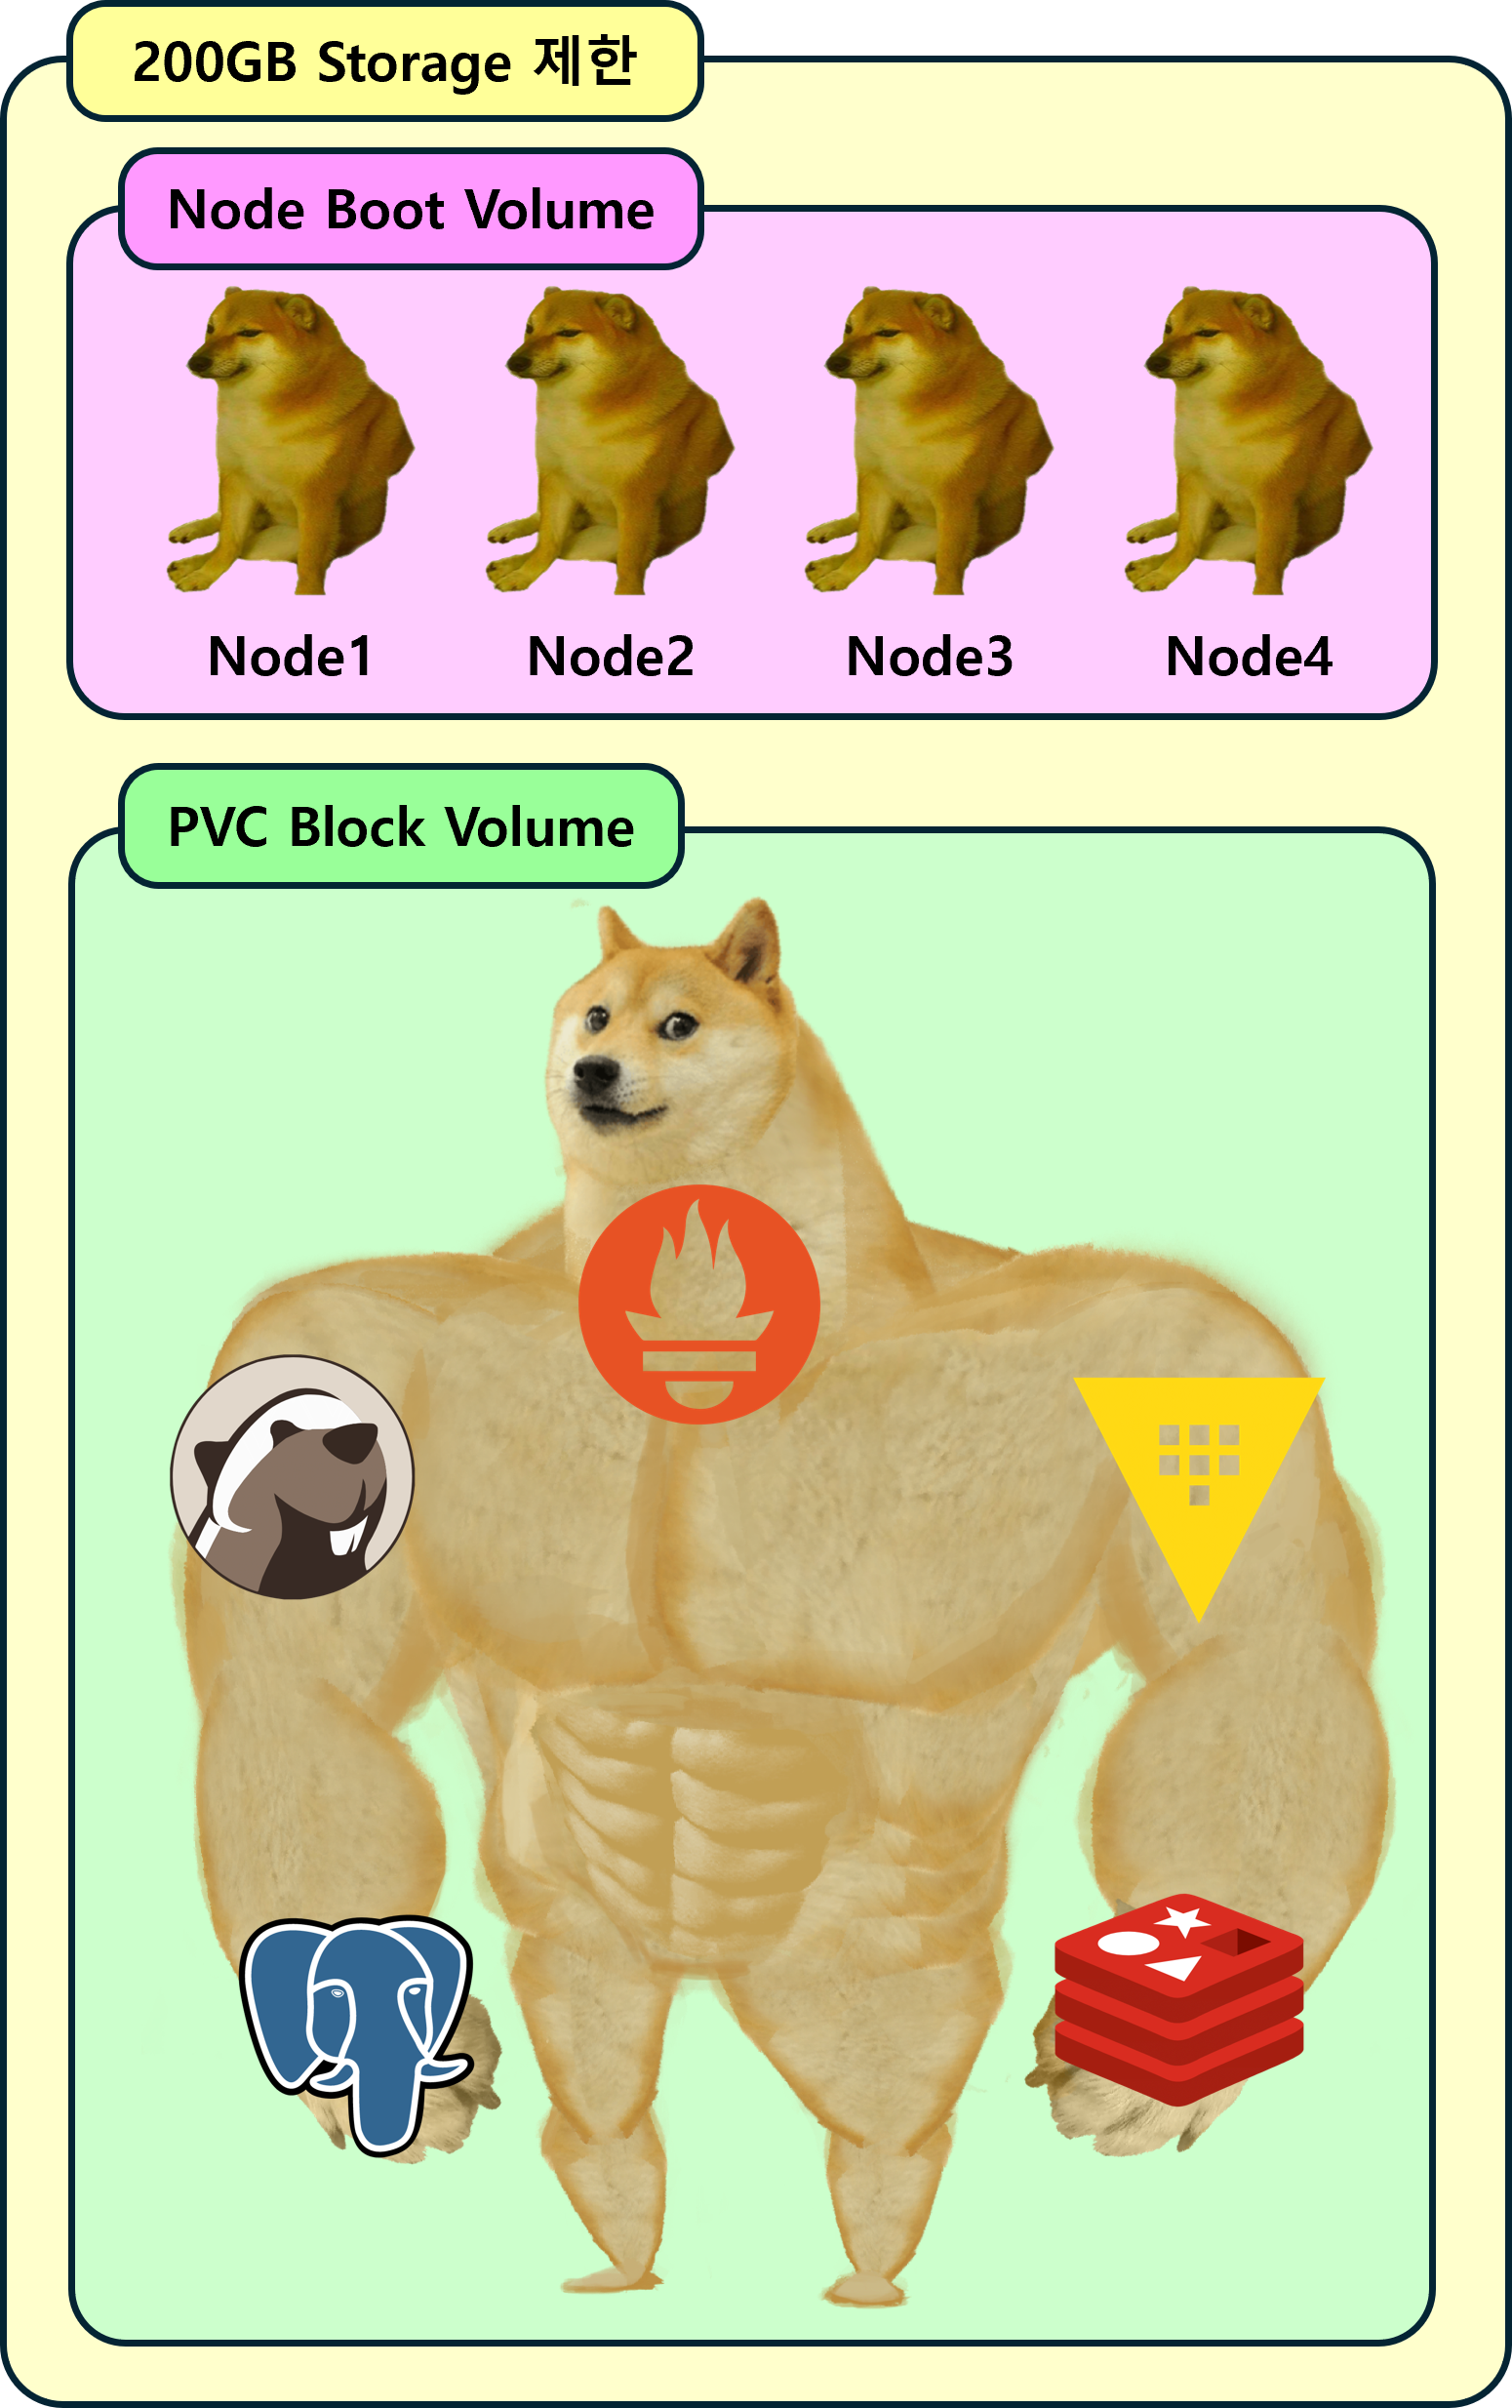 200GB Storage 제한
Node Boot Volume
Node1
Node2
Node3
Node4
PVC Block Volume